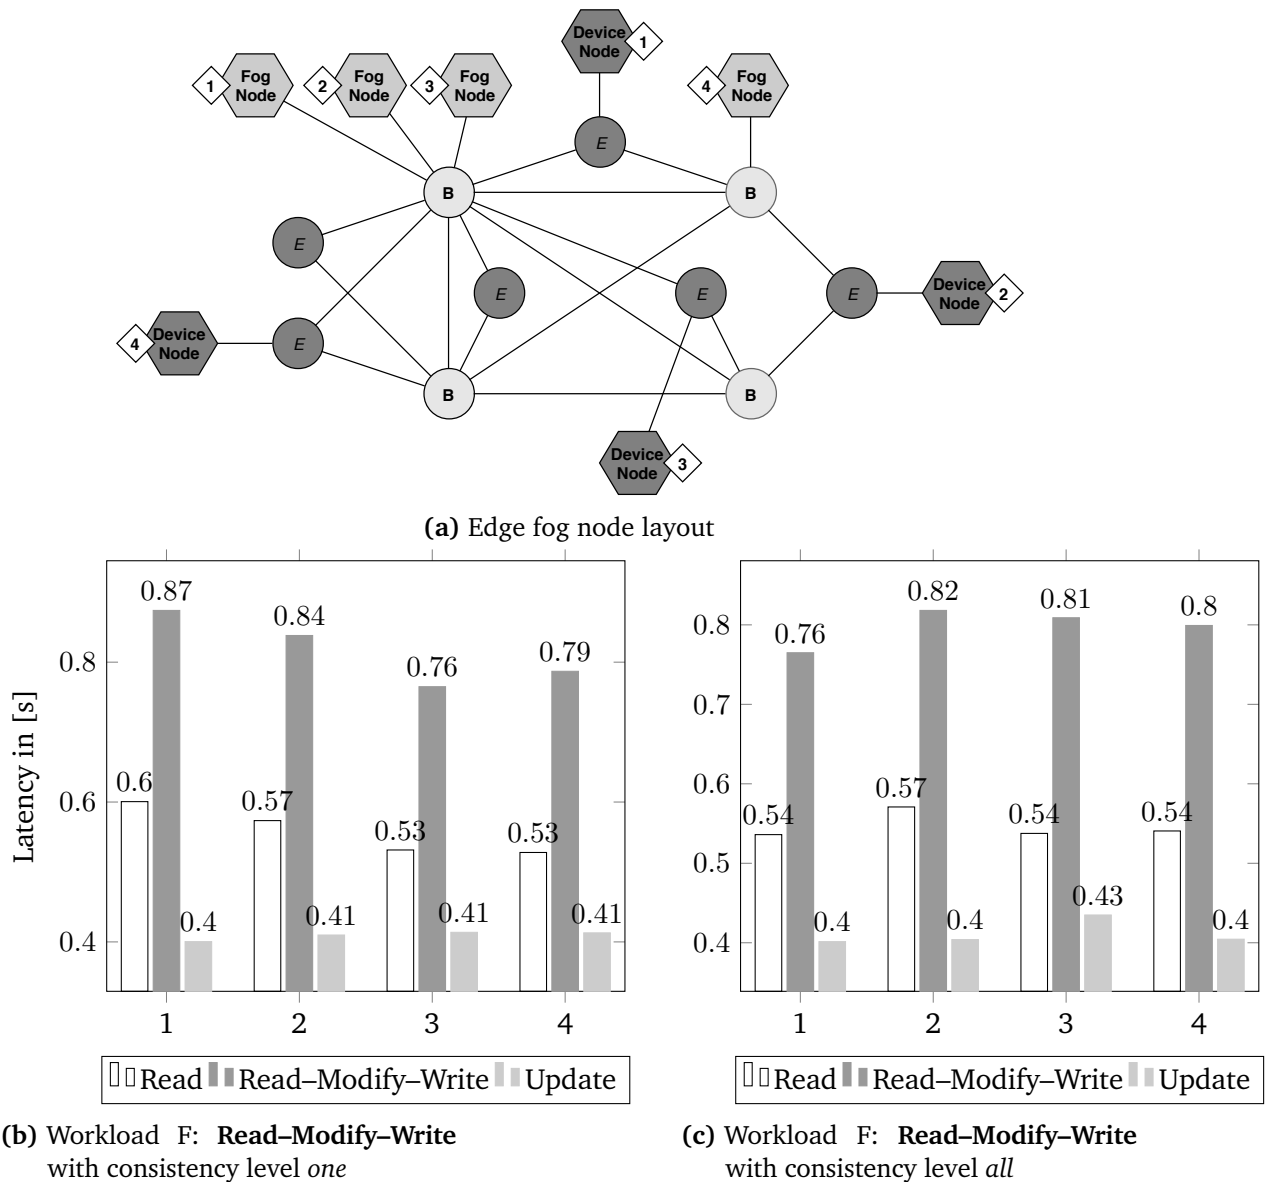 Device
Node
1
1
Fog
Node
2
Fog
Node
3
Fog
Node
4
Fog
Node
E
B
B
E
E
E
E
Device
Node
2
4
Device
Node
E
B
B
Device
Node
3
(a) Edge fog node layout
Latency in [s]
0.8
0.6
0.4
0.87
0.84
0.76
0.79
0.6
0.57
0.53
0.53
0.4
0.41
0.41
0.41
1
2
3
4
Read Read–Modify–Write Update
(b) Workload F: Read–Modify–Write
with consistency level one
0.8
0.7
0.6
0.5
0.4
0.76
0.82
0.81
0.8
0.54
0.57
0.54
0.54
0.4
0.4
0.43
0.4
1
2
3
4
Read Read–Modify–Write Update
(c) Workload F: Read–Modify–Write
with consistency level all